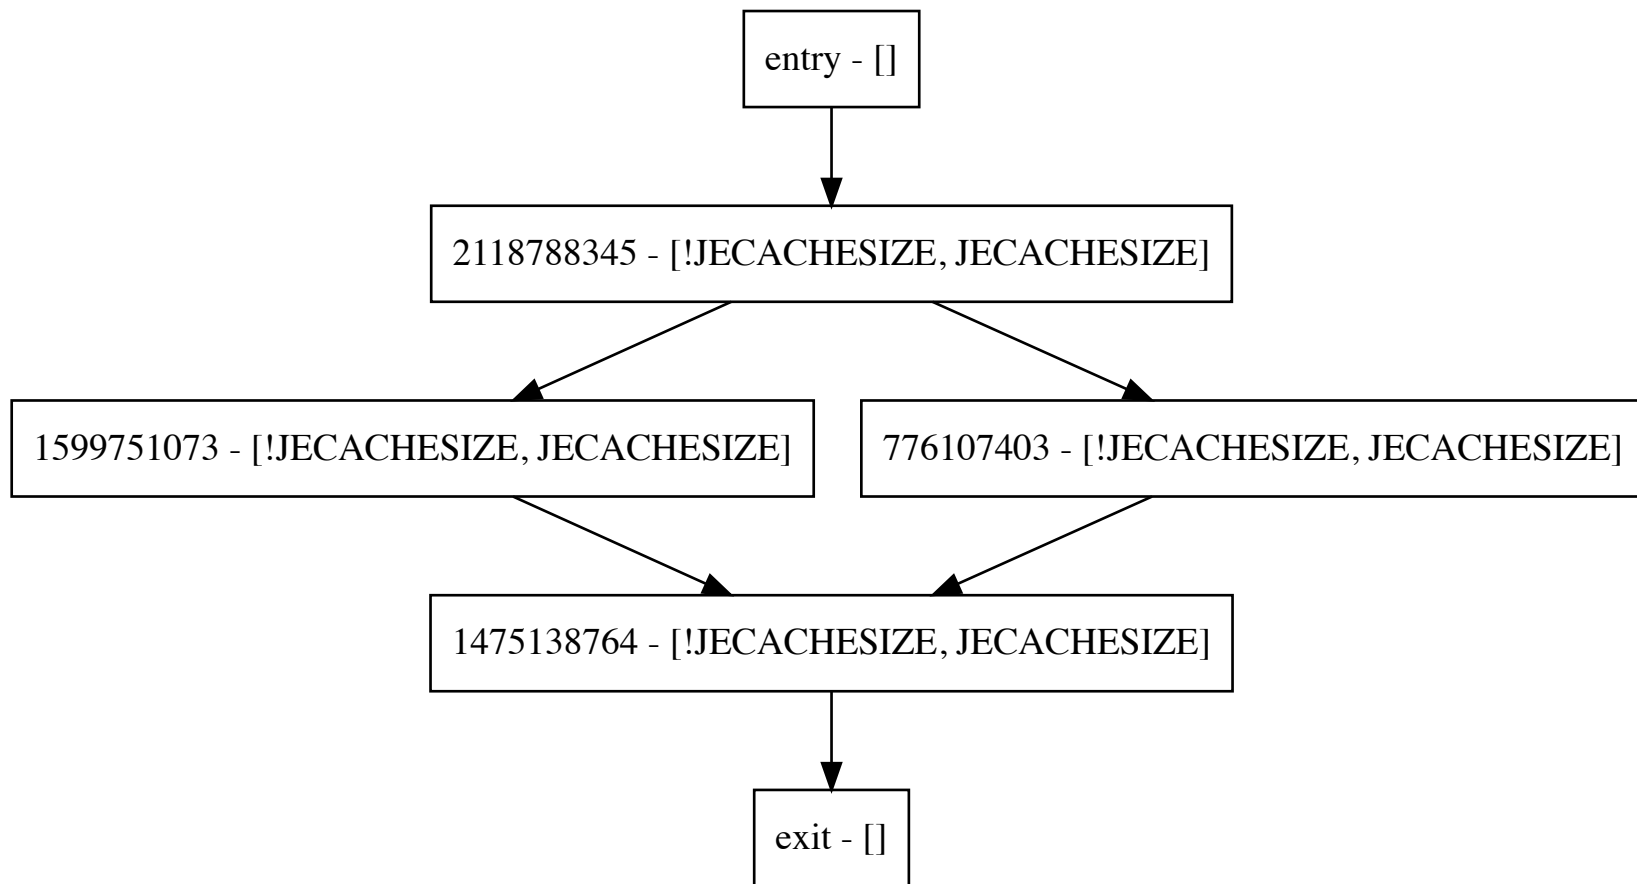 entry - []
2118788345 - [!JECACHESIZE, JECACHESIZE]
1599751073 - [!JECACHESIZE, JECACHESIZE]
776107403 - [!JECACHESIZE, JECACHESIZE]
1475138764 - [!JECACHESIZE, JECACHESIZE]
exit - []